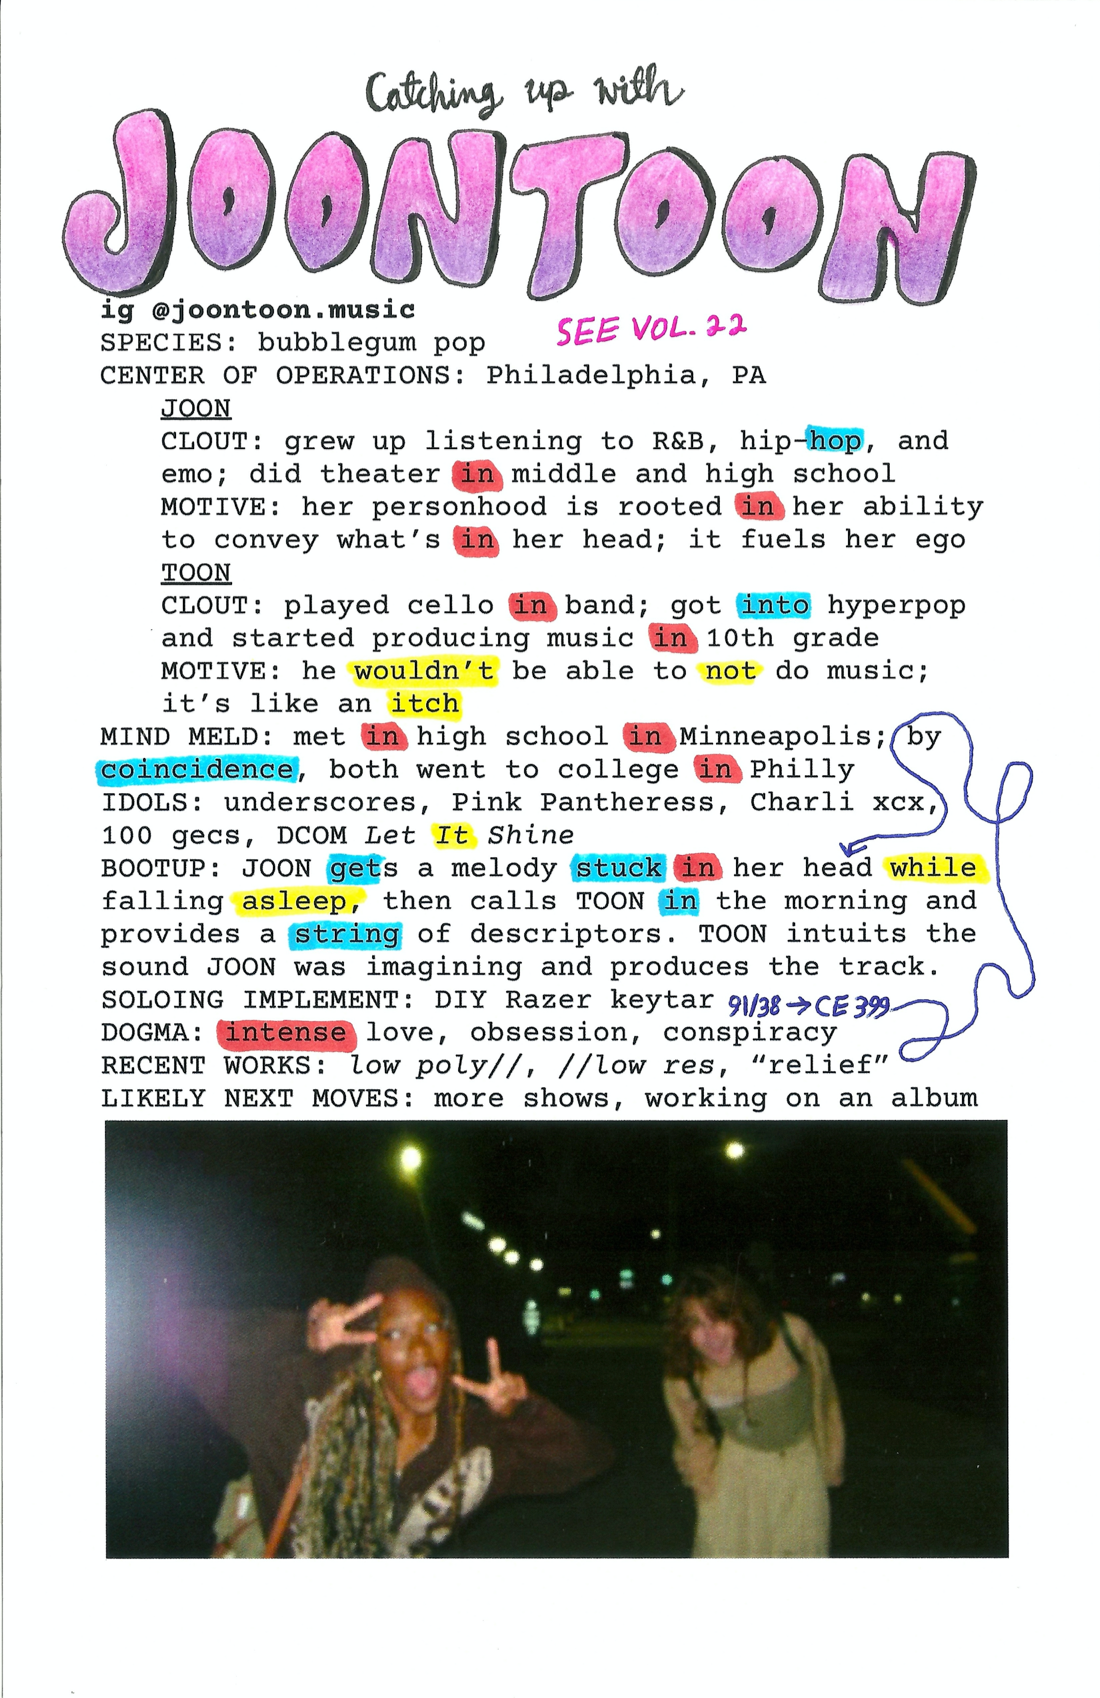 Catching up with
JOONTOON
ig @joontoon.music
SEE VOL. 22
SPECIES: bubblegum pop
CENTER OF OPERATIONS: Philadelphia, PA
JOON
CLOUT: grew up listening to R&B, hip-hop, and
emo; did theater in middle and high school
MOTIVE: her personhood is rooted in her ability
to convey what's in her head; it fuels her ego
TOON
CLOUT: played cello in band; got into hyperpop
and started producing music in 10th grade
MOTIVE: he wouldn't be able to not do music;
it's like an itch
MIND MELD: met in high school in Minneapolis; by
coincidence, both went to college in Philly
IDOLS: underscores, Pink Pantheress, Charli xcx,
100 gecs, DCOM Let It Shine
BOOTUP: JOON gets a melody stuck in her head while
falling asleep, then calls TOON in the morning and
provides a string of descriptors. TOON intuits the
sound JOON was imagining and produces the track.
SOLOING IMPLEMENT: DIY Razer keytar 91/38→CE 399
DOGMA: intense love, obsession, conspiracy
RECENT WORKS: low poly//, //low res, "relief"
LIKELY NEXT MOVES: more shows, working on an album